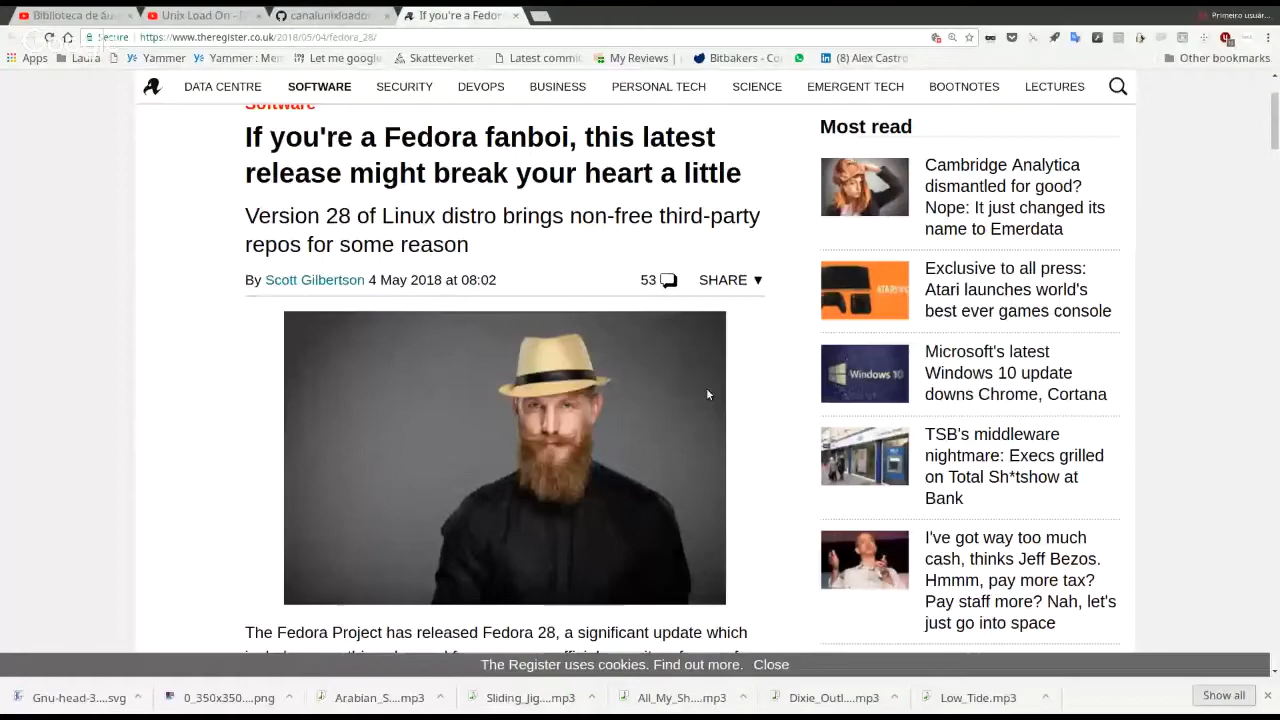 Biblioteca de áu
Unix Load On -
canalunixloado
If you're a Fedor
Primeiro usuár...
Secure
https://www.theregister.co.uk/2018/05/04/fedora_28/
Apps
Laura
Yammer
Yammer : Mem
Let me google
Skatteverket
Latest commi
My Reviews |
Bitbakers - Co
(8) Alex Castro
Other bookmarks
DATA CENTRE
SOFTWARE
SECURITY
DEVOPS
BUSINESS
PERSONAL TECH
SCIENCE
EMERGENT TECH
BOOTNOTES
LECTURES
Software
If you're a Fedora fanboi, this latest
release might break your heart a little
Version 28 of Linux distro brings non-free third-party
repos for some reason
By Scott Gilbertson 4 May 2018 at 08:02
53
SHARE ▼
The Fedora Project has released Fedora 28, a significant update which
Most read
Cambridge Analytica
dismantled for good?
Nope: It just changed its
name to Emerdata
Exclusive to all press:
Atari launches world's
best ever games console
Windows 10
Microsoft's latest
Windows 10 update
downs Chrome, Cortana
TSB's middleware
nightmare: Execs grilled
on Total Sh*tshow at
Bank
I've got way too much
cash, thinks Jeff Bezos.
Hmmm, pay more tax?
Pay staff more? Nah, let's
just go into space
The Register uses cookies. Find out more. Close
Gnu-head-3....svg
0_350x350....png
Arabian_S....mp3
Sliding_Jig....mp3
All_My_Sh....mp3
Dixie_Outl....mp3
Low_Tide.mp3
Show all